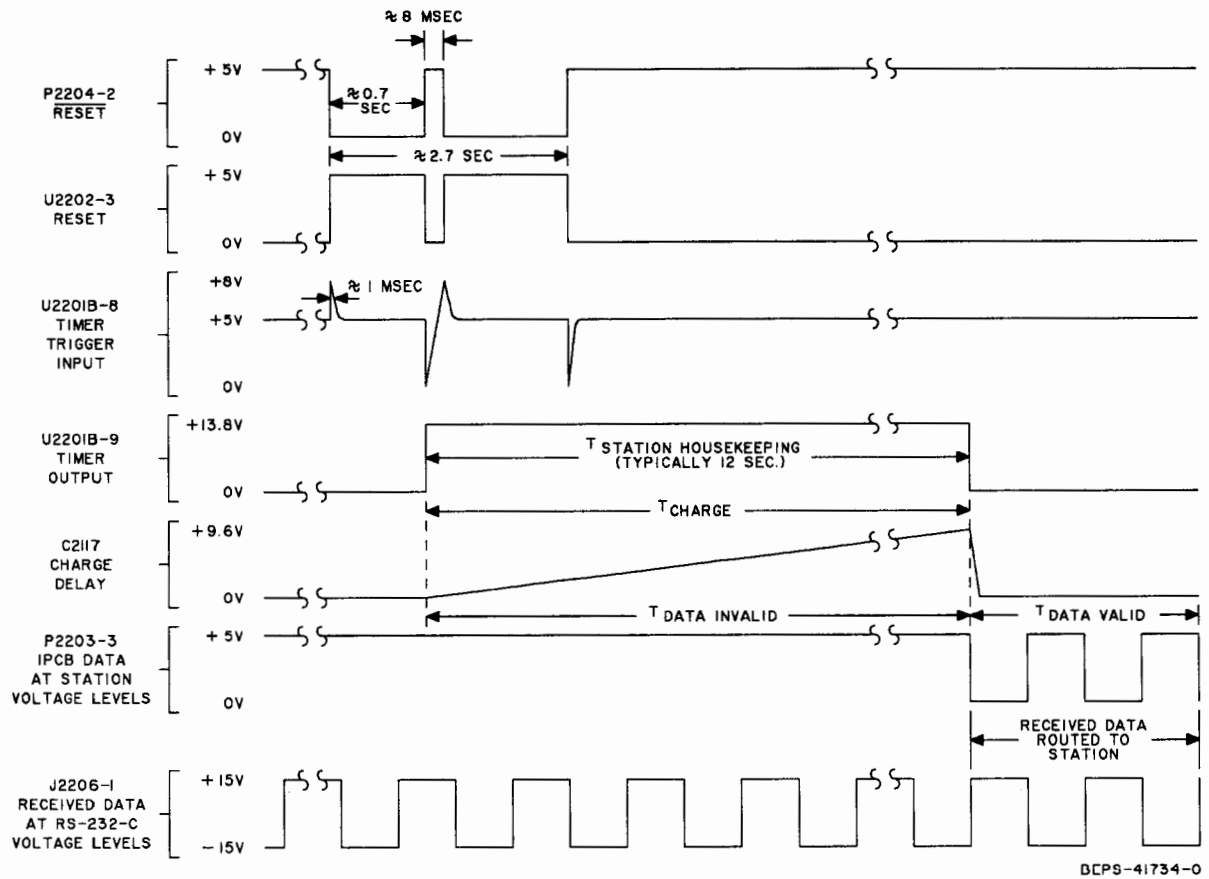 ≈ 8 MSEC
P2204-2
RESET
+5V
0V
≈0.7
SEC
≈2.7 SEC
U2202-3
RESET
+5V
0V
U2201B-8
TIMER
TRIGGER
INPUT
+8V
+5V
0V
≈ 1 MSEC
U2201B-9
TIMER
OUTPUT
+13.8V
0V
T STATION HOUSEKEEPING
(TYPICALLY 12 SEC.)
T CHARGE
C2117
CHARGE
DELAY
+9.6V
0V
T DATA INVALID
T DATA VALID
P2203-3
IPCB DATA
AT STATION
VOLTAGE LEVELS
+5V
0V
RECEIVED DATA
ROUTED TO
STATION
J2206-1
RECEIVED DATA
AT RS-232-C
VOLTAGE LEVELS
+15V
-15V
BEPS-41734-0